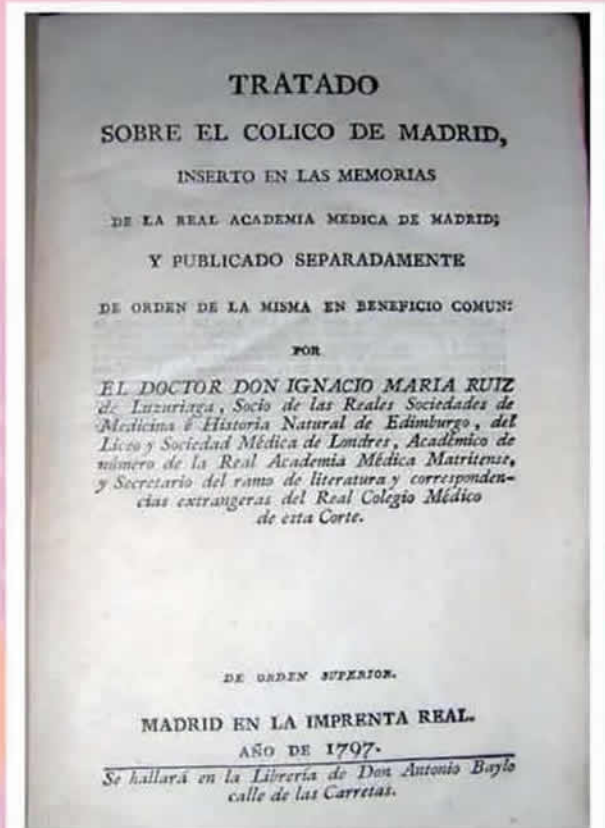 TRATADO
SOBRE EL COLICO DE MADRID,
INSERTO EN LAS MEMORIAS
DE LA REAL ACADEMIA MEDICA DE MADRID;
Y PUBLICADO SEPARADAMENTE
DE ORDEN DE LA MISMA EN BENEFICIO COMUN:
POR
EL DOCTOR DON IGNACIO MARIA RUIZ
de Luzuriaga, Socio de las Reales Sociedades de
Medicina é Historia Natural de Edimburgo, del
Liceo y Sociedad Médica de Londres, Académico de
número de la Real Academia Médica Matritense,
y Secretario del ramo de literatura y corresponden-
cias extrangeras del Real Colegio Médico
de esta Corte.
DE ORDEN SUPERIOR.
MADRID EN LA IMPRENTA REAL.
AÑO DE 1797.
Se hallará en la Librería de Don Antonio Baylo
calle de las Carretas.